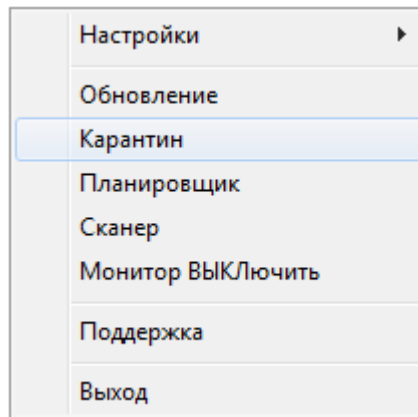 Настройки
Обновление
Карантин
Планировщик
Сканер
Монитор ВЫКЛючить
Поддержка
Выход